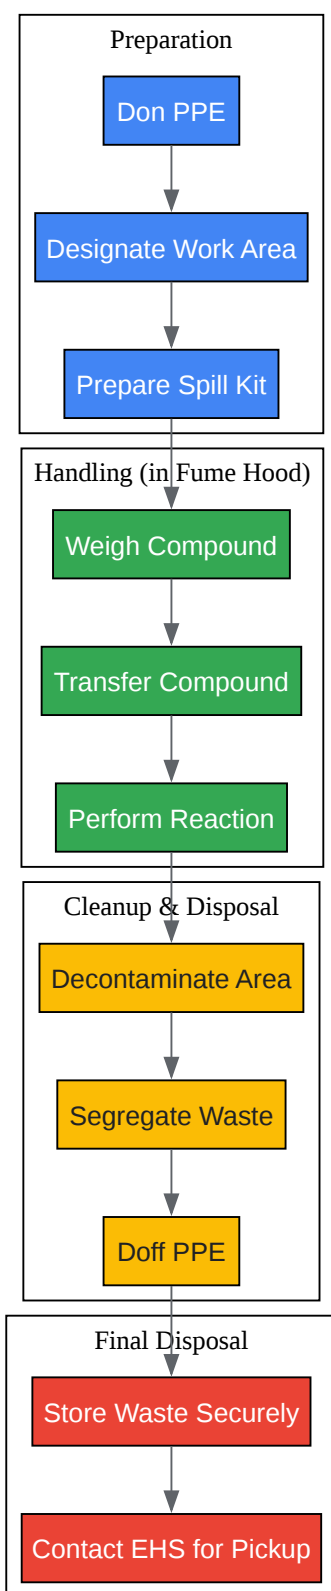 Preparation
Don PPE
Designate Work Area
Prepare Spill Kit
Handling (in Fume Hood)
Weigh Compound
Transfer Compound
Perform Reaction
Cleanup & Disposal
Decontaminate Area
Segregate Waste
Doff PPE
Final Disposal
Store Waste Securely
Contact EHS for Pickup